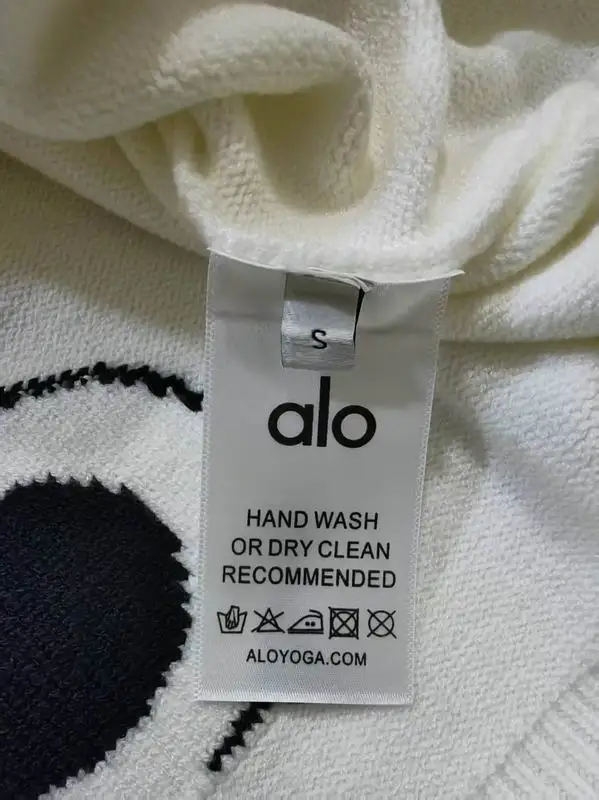 S
alo
HAND WASH
OR DRY CLEAN
RECOMMENDED
ALOYOGA.COM